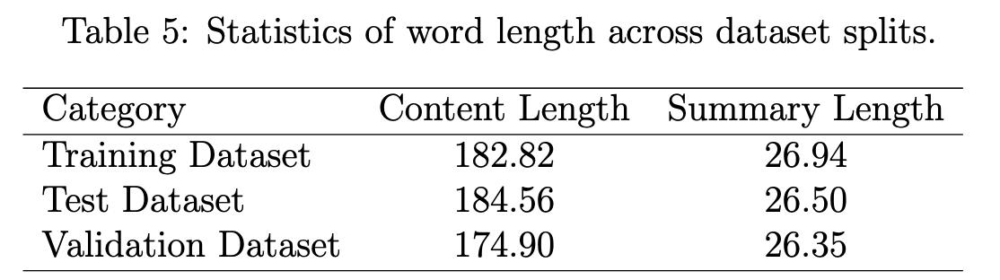 Table 5: Statistics of word length across dataset splits.
Category Content Length Summary Length
Training Dataset 182.82 26.94
Test Dataset 184.56 26.50
Validation Dataset 174.90 26.35